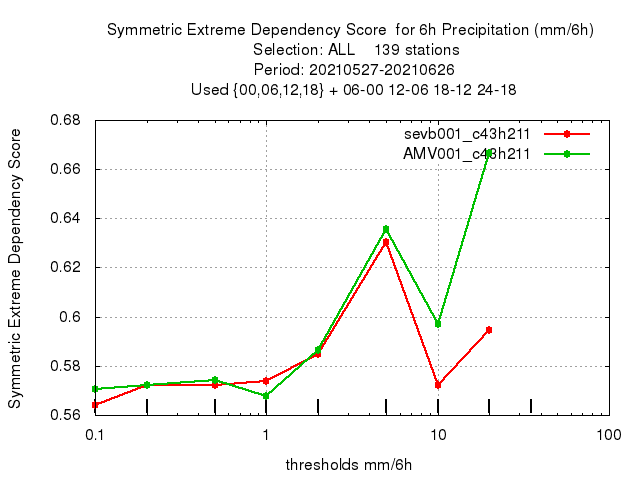 Symmetric Extreme Dependency Score  for 6h Precipitation (mm/6h)
Selection: ALL    139 stations
Period: 20210527-20210626
Used {00,06,12,18} + 06-00 12-06 18-12 24-18
Symmetric Extreme Dependency Score
0.68
0.66
0.64
0.62
0.6
0.58
0.56
sevb001_c43h211
AMV001_c43h211
0.1
1
10
100
thresholds mm/6h